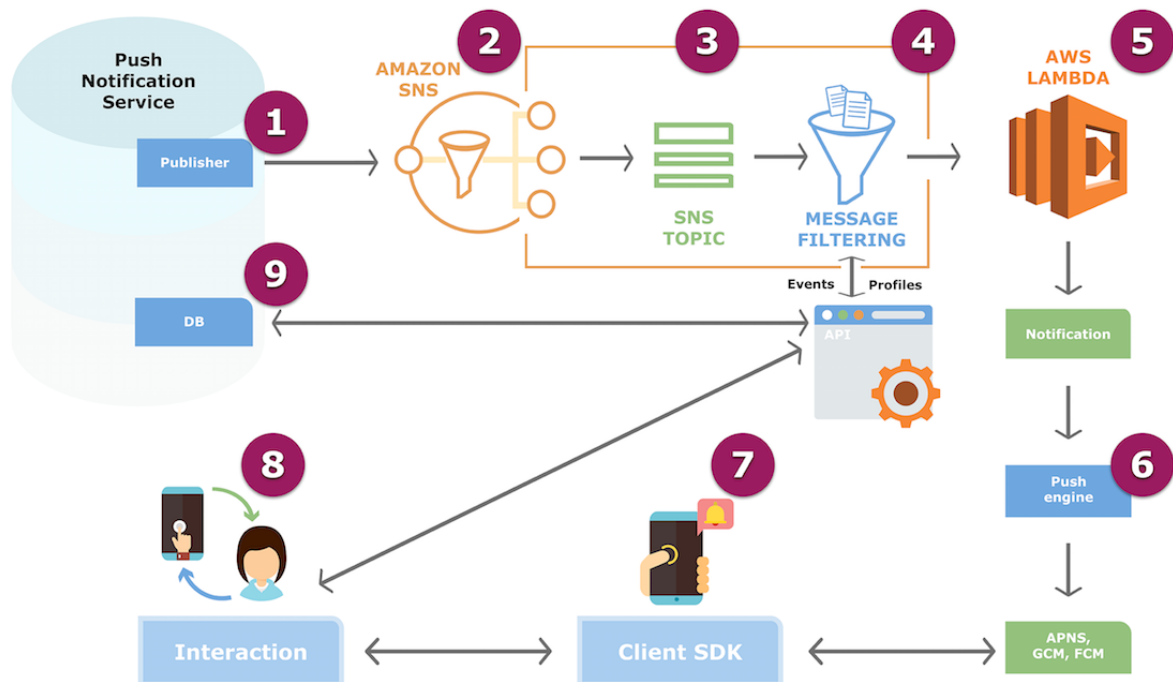 Push
Notification
Service
1
Publisher
2
AMAZON
SNS
3
SNS
TOPIC
4
MESSAGE
FILTERING
5
AWS
LAMBDA
9
DB
Events
Profiles
API
Notification
6
Push
engine
8
7
Interaction
Client SDK
APNS,
GCM, FCM